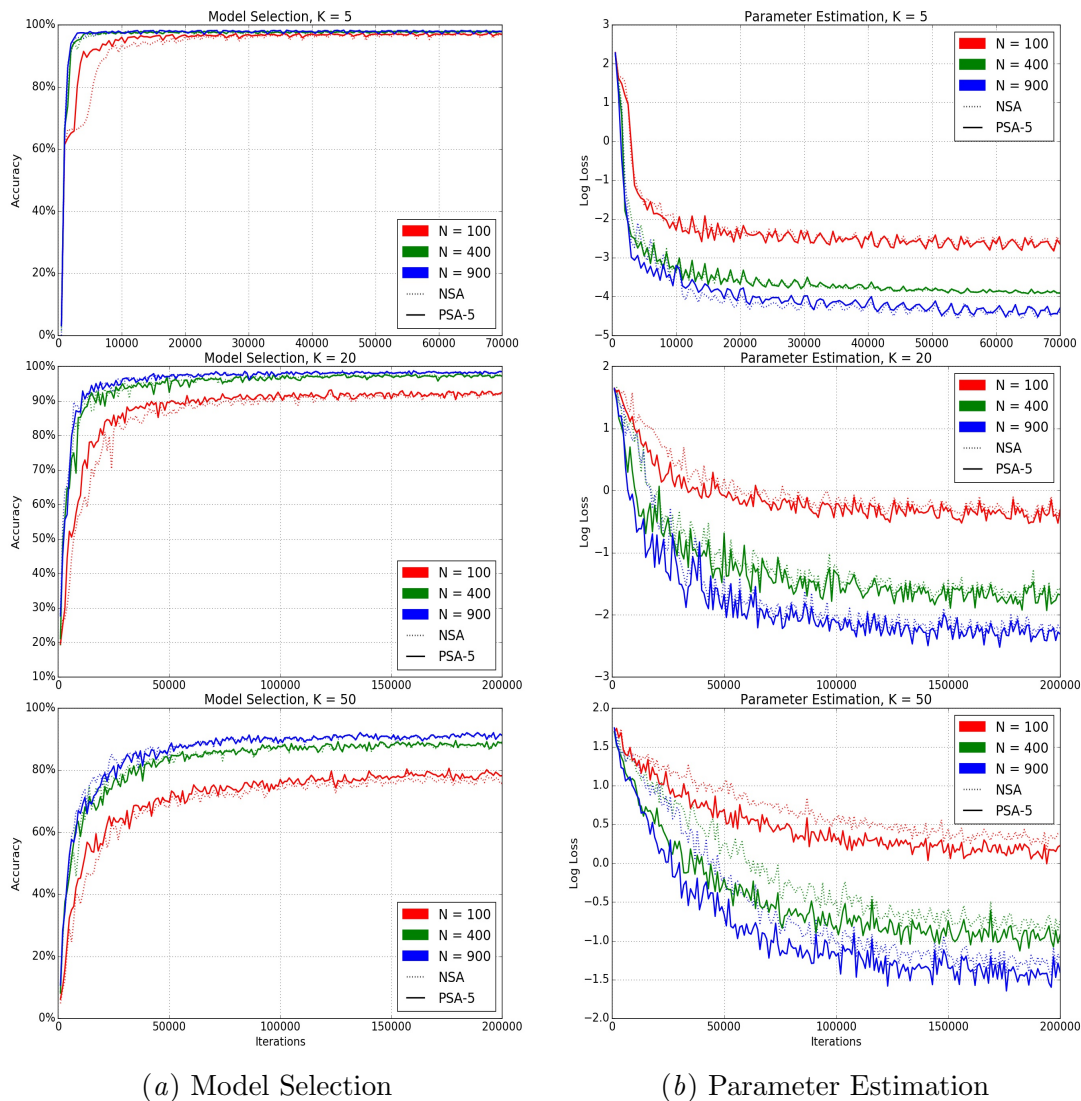 Model Selection, K = 5
100%
80%
60%
40%
20%
0%
Accuracy
N = 100
N = 400
N = 900
NSA
PSA-5
0 10000 20000 30000 40000 50000 60000 70000
Parameter Estimation, K = 5
3
2
1
0
−1
−2
−3
−4
−5
Log Loss
N = 100
N = 400
N = 900
NSA
PSA-5
0 10000 20000 30000 40000 50000 60000 70000
Model Selection, K = 20
100%
90%
80%
70%
60%
50%
40%
30%
20%
10%
Accuracy
N = 100
N = 400
N = 900
NSA
PSA-5
0 50000 100000 150000 200000
Parameter Estimation, K = 20
2
1
0
−1
−2
−3
Log Loss
N = 100
N = 400
N = 900
NSA
PSA-5
0 50000 100000 150000 200000
Model Selection, K = 50
100%
80%
60%
40%
20%
0%
Accuracy
N = 100
N = 400
N = 900
NSA
PSA-5
0 50000 100000 150000 200000
Iterations
Parameter Estimation, K = 50
2.0
1.5
1.0
0.5
0.0
−0.5
−1.0
−1.5
−2.0
Log Loss
N = 100
N = 400
N = 900
NSA
PSA-5
0 50000 100000 150000 200000
Iterations
(a) Model Selection
(b) Parameter Estimation